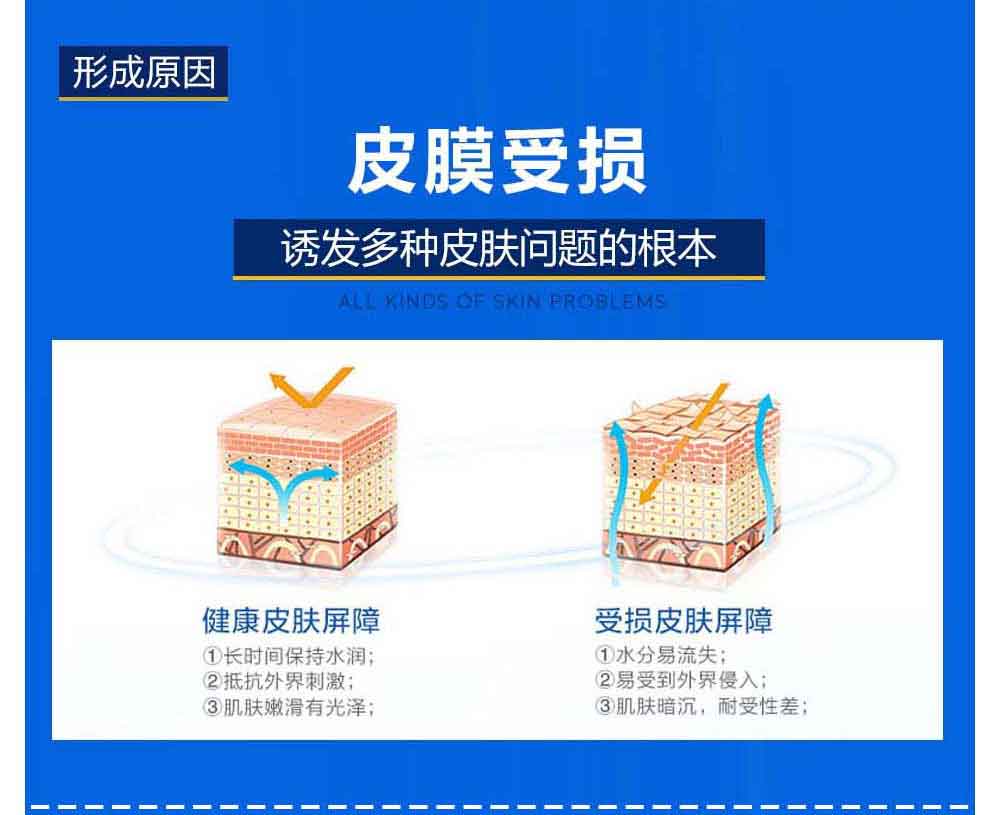 形成原因
皮膜受损
诱发多种皮肤问题的根本
ALL KINDS OF SKIN PROBLEMS
健康皮肤屏障
①长时间保持水润；
②抵抗外界刺激；
③肌肤嫩滑有光泽；
受损皮肤屏障
①水分易流失；
②易受到外界侵入；
③肌肤暗沉，耐受性差；